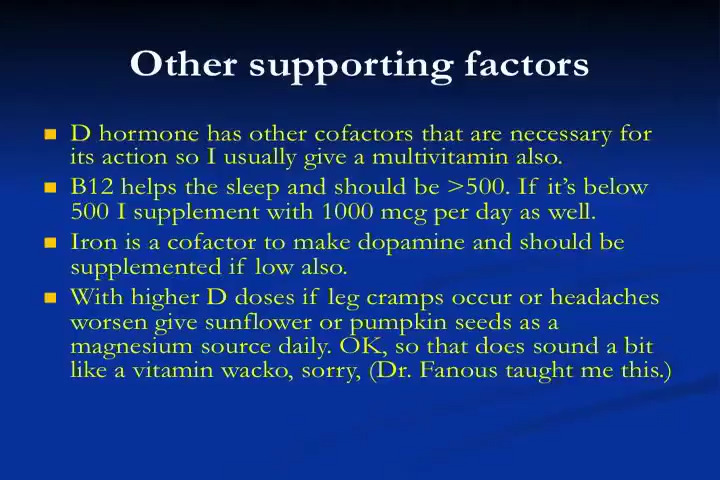 Other supporting factors
D hormone has other cofactors that are necessary for
its action so I usually give a multivitamin also.
B12 helps the sleep and should be >500. If it's below
500 I supplement with 1000 mcg per day as well.
Iron is a cofactor to make dopamine and should be
supplemented if low also.
With higher D doses if leg cramps occur or headaches
worsen give sunflower or pumpkin seeds as a
magnesium source daily. OK, so that does sound a bit
like a vitamin wacko, sorry, (Dr. Fanous taught me this.)